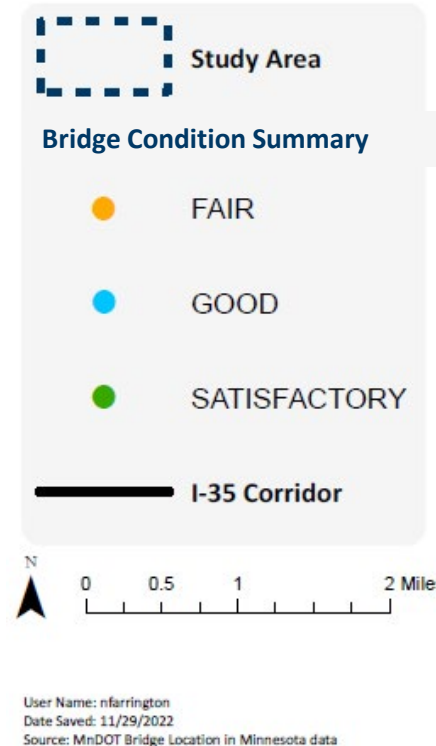 Study Area
Bridge Condition Summary
FAIR
GOOD
SATISFACTORY
I-35 Corridor
N
0 0.5 1 2 Mile
User Name: nfarrington
Date Saved: 11/29/2022
Source: MnDOT Bridge Location in Minnesota data